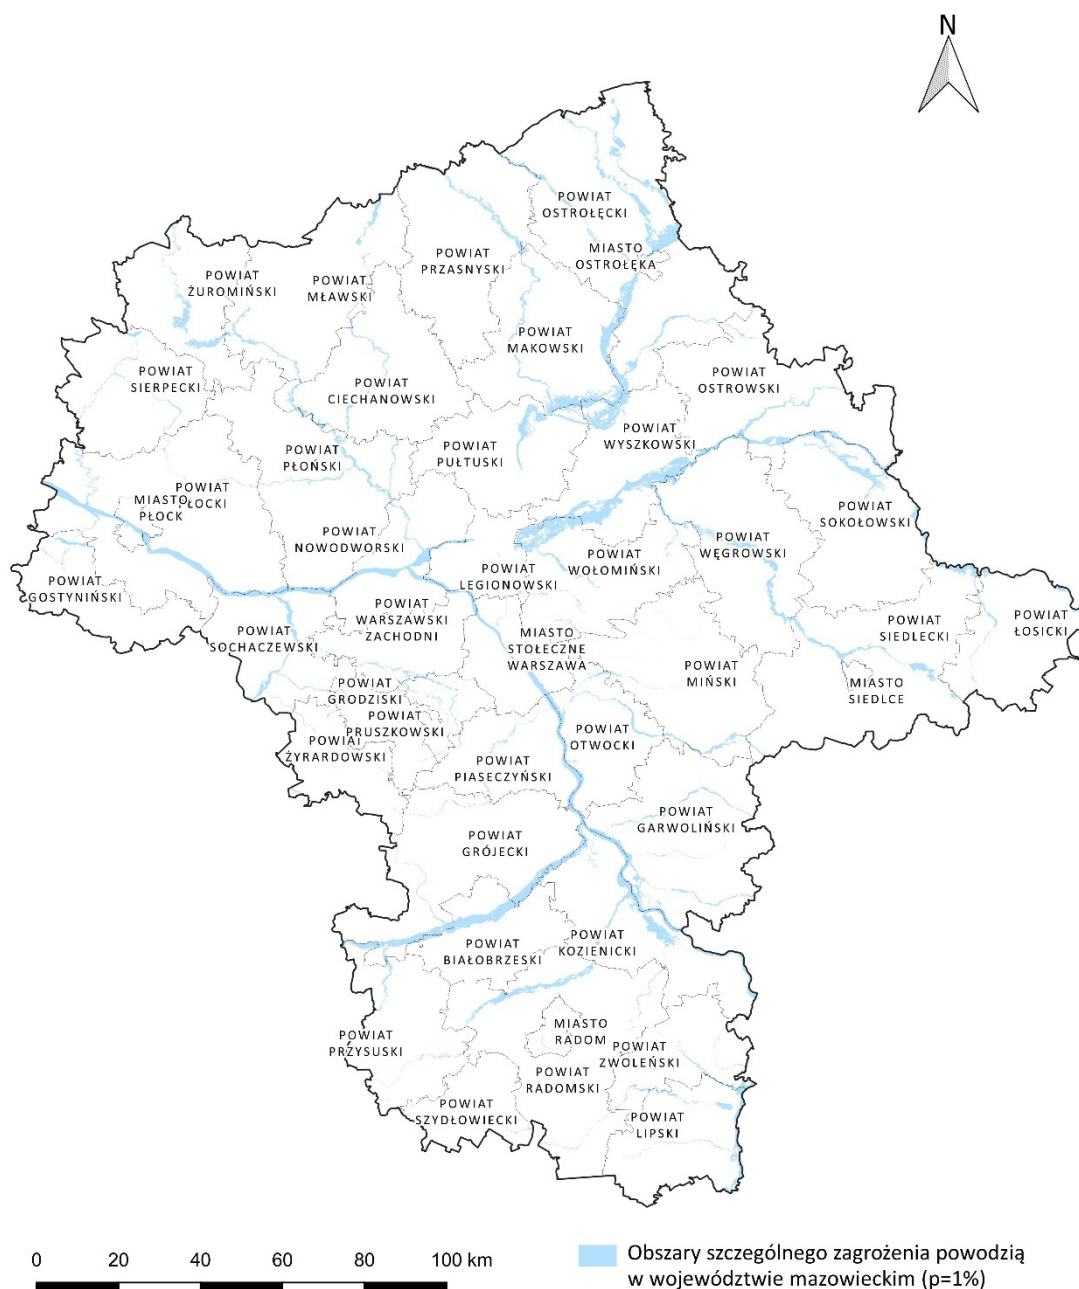 N
POWIAT
OSTROŁĘCKI
MIASTO
OSTROŁĘKA
POWIAT
PRZASNYSKI
POWIAT
ŻUROMIŃSKI
POWIAT
MŁAWSKI
POWIAT
MAKOWSKI
POWIAT
SIERPECKI
POWIAT
CIECHANOWSKI
POWIAT
OSTROWSKI
POWIAT
WYSZKOWSKI
POWIAT
PŁOŃSKI
POWIAT
PUŁTUSKI
POWIAT
PŁOCKI
MIASTO
PŁOCK
POWIAT
SOKOŁOWSKI
POWIAT
NOWODWORSKI
POWIAT
WĘGROWSKI
POWIAT
WOŁOMIŃSKI
POWIAT
LEGIONOWSKI
POWIAT
GOSTYNIŃSKI
POWIAT
WARSZAWSKI
ZACHODNI
POWIAT
SOCHACZEWSKI
MIASTO
STOŁECZNE
WARSZAWA
POWIAT
SIEDLECKI
POWIAT
ŁOSICKI
POWIAT
MIŃSKI
MIASTO
SIEDLCE
POWIAT
GRODZISKI
POWIAT
PRUSZKOWSKI
POWIAT
ŻYRARDOWSKI
POWIAT
OTWOCKI
POWIAT
PIASECZYŃSKI
POWIAT
GARWOLIŃSKI
POWIAT
GRÓJECKI
POWIAT
BIAŁOBRZESKI
POWIAT
KOZIENICKI
POWIAT
PRZYSUSKI
MIASTO
RADOM
POWIAT
ZWOLEŃSKI
POWIAT
RADOMSKI
POWIAT
SZYDŁOWIECKI
POWIAT
LIPSKI
0 20 40 60 80 100 km
Obszary szczególnego zagrożenia powodzią
w województwie mazowieckim (p=1%)